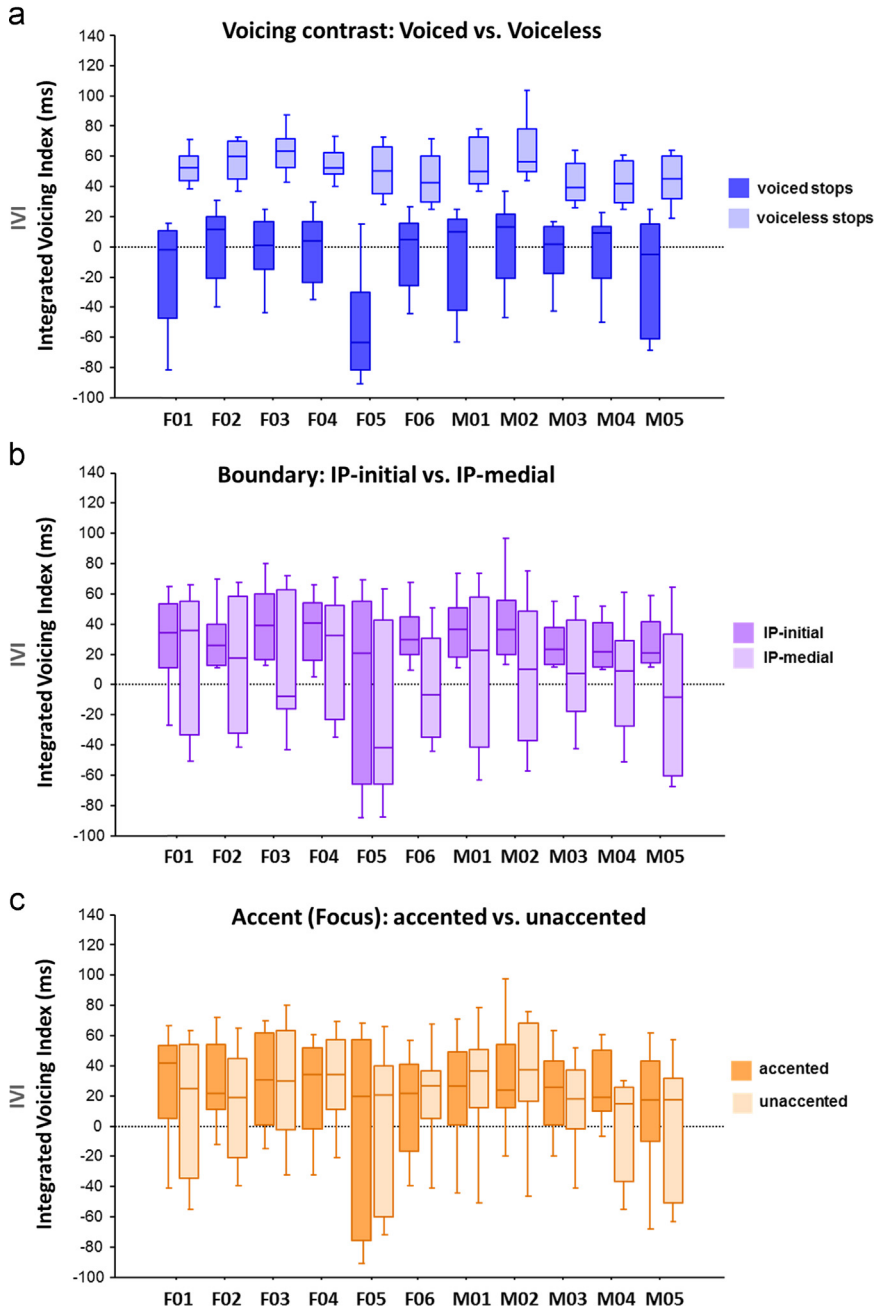 a
Voicing contrast: Voiced vs. Voiceless
IVI
Integrated Voicing Index (ms)
140
120
100
80
60
40
20
0
-20
-40
-60
-80
-100
voiced stops
voiceless stops
F01 F02 F03 F04 F05 F06 M01 M02 M03 M04 M05
b
Boundary: IP-initial vs. IP-medial
IVI
Integrated Voicing Index (ms)
140
120
100
80
60
40
20
0
-20
-40
-60
-80
-100
IP-initial
IP-medial
F01 F02 F03 F04 F05 F06 M01 M02 M03 M04 M05
c
Accent (Focus): accented vs. unaccented
IVI
Integrated Voicing Index (ms)
140
120
100
80
60
40
20
0
-20
-40
-60
-80
-100
accented
unaccented
F01 F02 F03 F04 F05 F06 M01 M02 M03 M04 M05